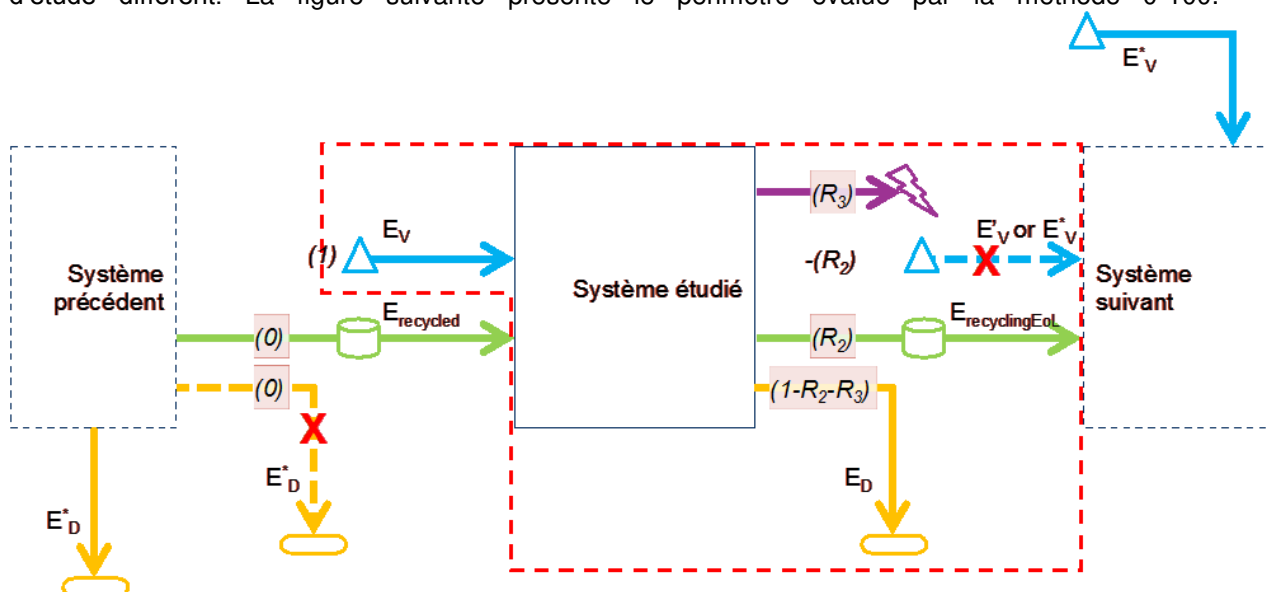 d'étude différent. La figure suivante présente le périmètre évalué par la méthode 0-100.
E*V
(R3)
E'V or E*V
(1)
EV
-(R2)
Système
précédent
Système étudié
Système
suivant
(0)
Erecycled
(R2)
ErecyclingEoL
(0)
X
X
(1-R2-R3)
E*D
ED
E*D